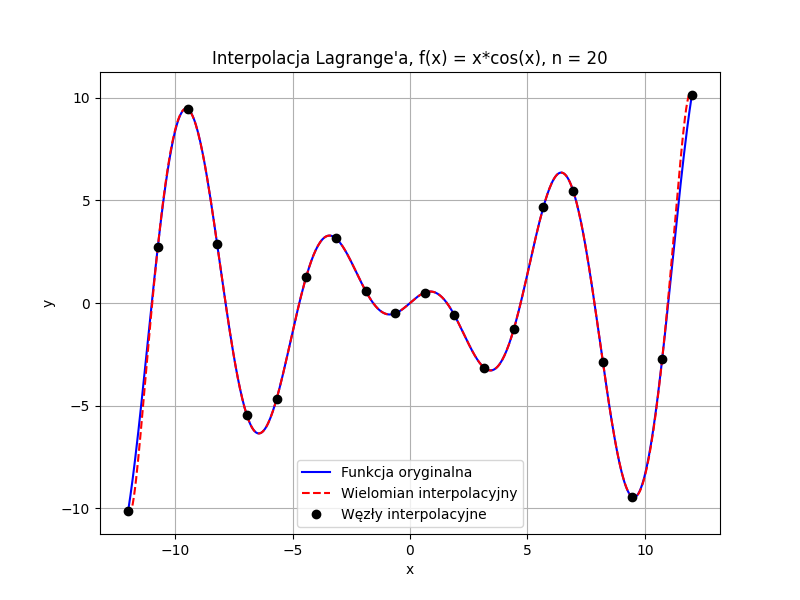 Interpolacja Lagrange'a, f(x) = x*cos(x), n = 20
10
5
0
−5
−10
y
−10
−5
0
5
10
x
Funkcja oryginalna
Wielomian interpolacyjny
Węzły interpolacyjne